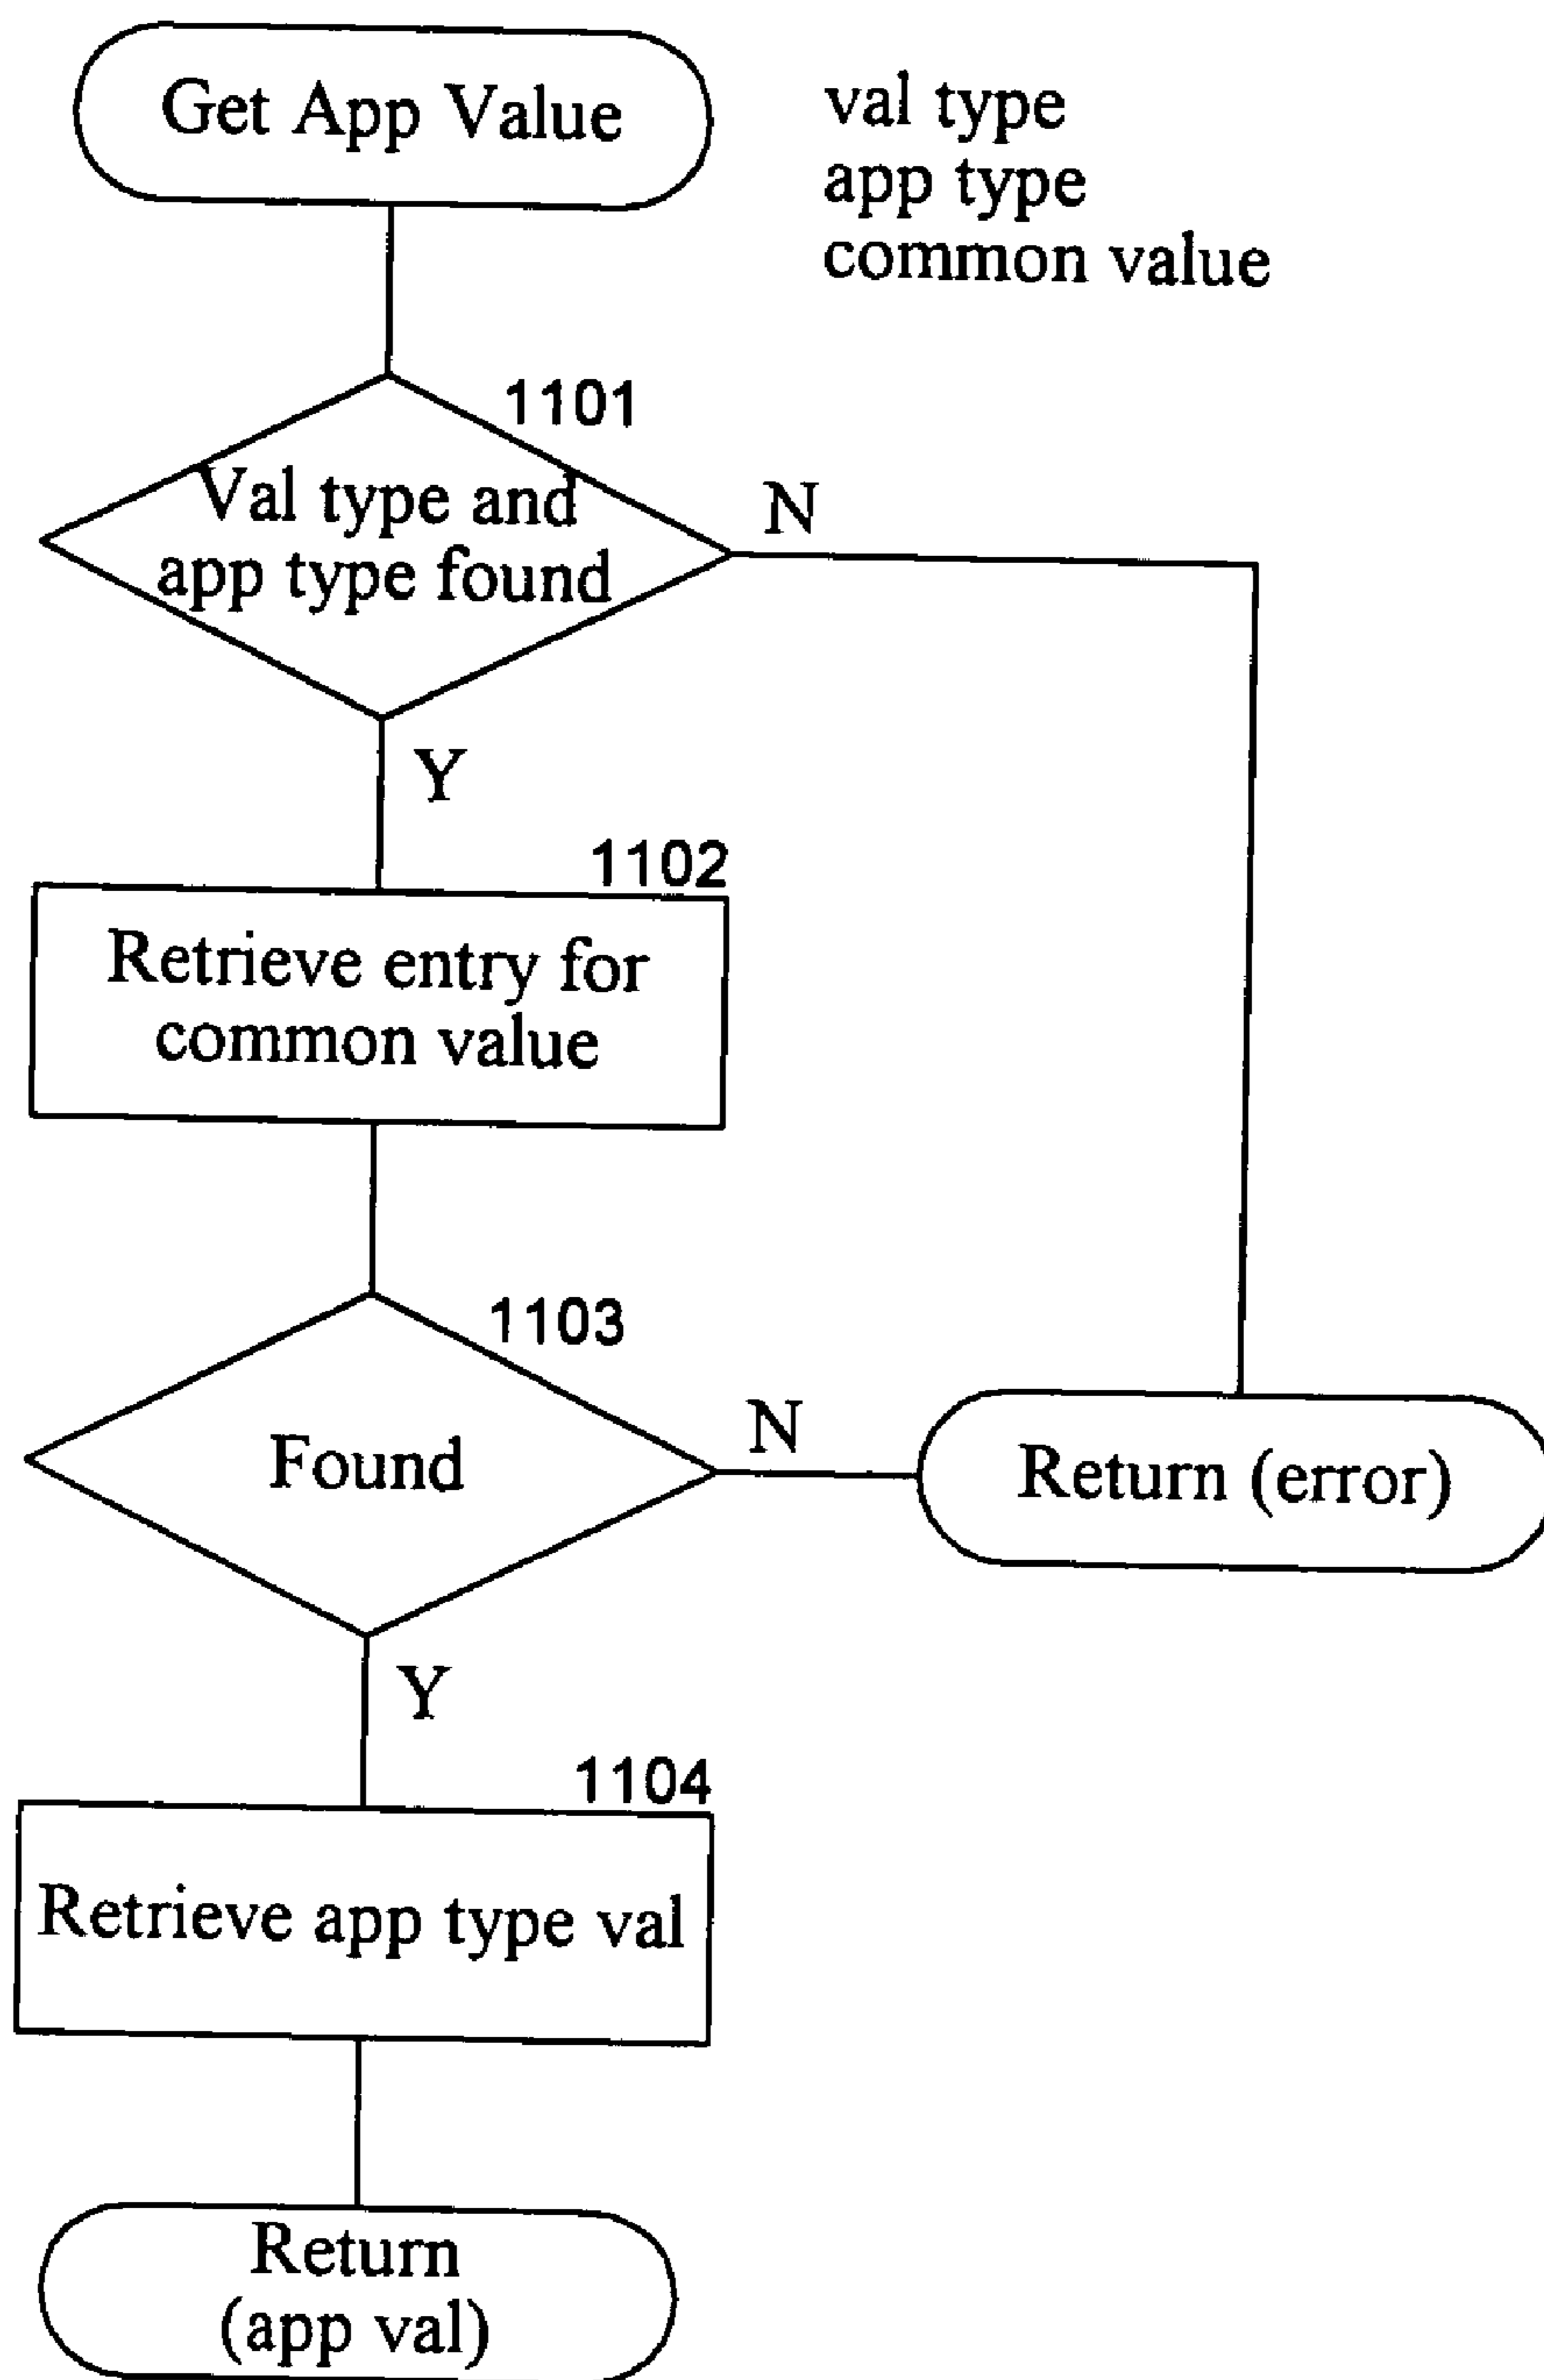 Get App Value
val type
app type
common value
1101
Val type and
app type found
N
Y
1102
Retrieve entry for
common value
1103
Found
N
Return (error)
Y
1104
Retrieve app type val
Return
(app val)